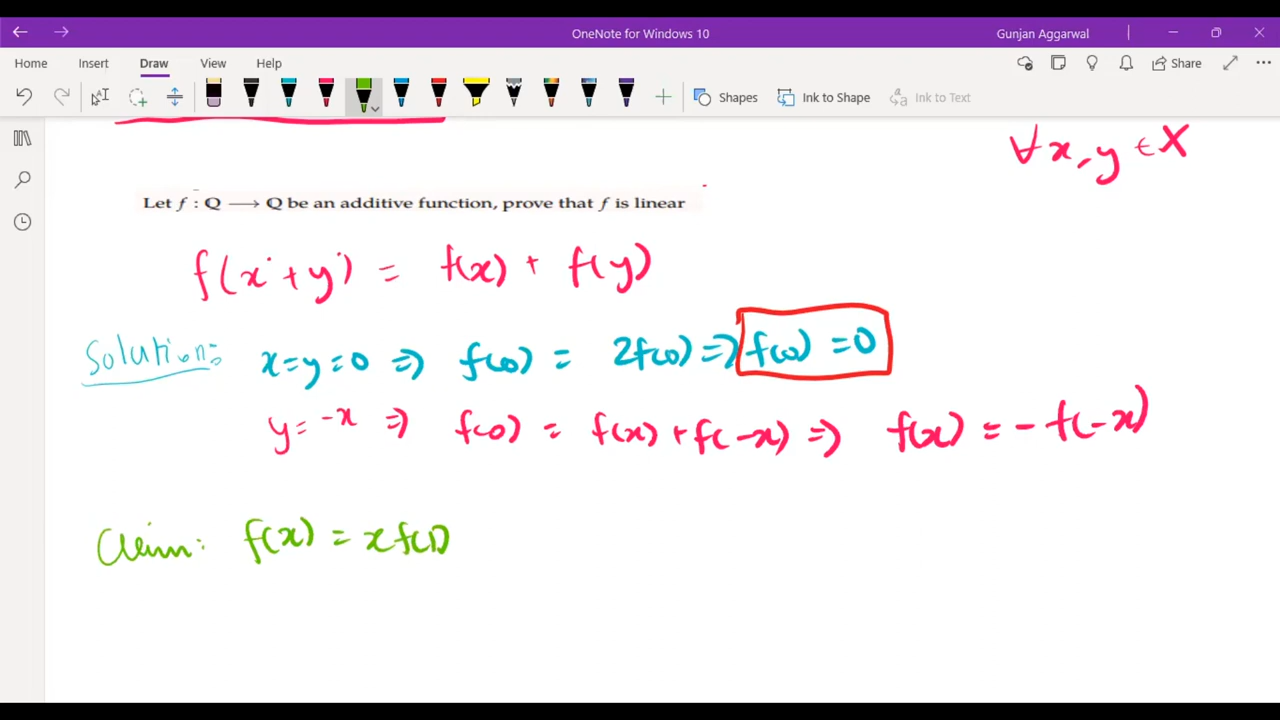 OneNote for Windows 10
Gunjan Aggarwal
Home Insert Draw View Help
Share
Shapes
Ink to Shape
Ink to Text
∀ x, y ∈ X
Let f : Q ⟶ Q be an additive function, prove that f is linear
f(x + y) = f(x) + f(y)
Solution: x = y = 0 ⇒ f(0) = 2f(0) ⇒ f(0) = 0
y = -x ⇒ f(0) = f(x) + f(-x) ⇒ f(x) = - f(-x)
Claim: f(x) = x f(1)